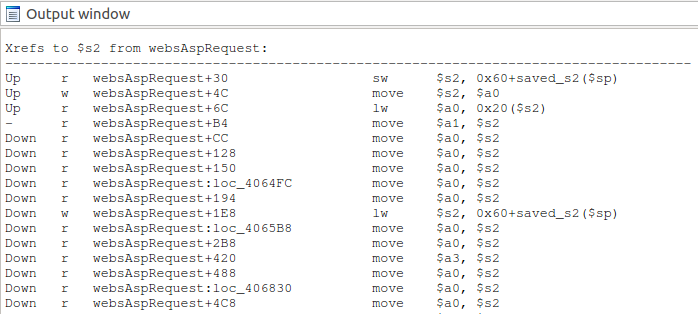 Output window
Xrefs to $s2 from websAspRequest:
--------------------------------------------------------------------------------------
Up r websAspRequest+30 sw $s2, 0x60+saved_s2($sp)
Up w websAspRequest+4C move $s2, $a0
Up r websAspRequest+6C lw $a0, 0x20($s2)
- r websAspRequest+B4 move $a1, $s2
Down r websAspRequest+CC move $a0, $s2
Down r websAspRequest+128 move $a0, $s2
Down r websAspRequest+150 move $a0, $s2
Down r websAspRequest:loc_4064FC move $a0, $s2
Down r websAspRequest+194 move $a0, $s2
Down w websAspRequest+1E8 lw $s2, 0x60+saved_s2($sp)
Down r websAspRequest:loc_4065B8 move $a0, $s2
Down r websAspRequest+2B8 move $a0, $s2
Down r websAspRequest+420 move $a3, $s2
Down r websAspRequest+488 move $a0, $s2
Down r websAspRequest:loc_406830 move $a0, $s2
Down r websAspRequest+4C8 move $a0, $s2